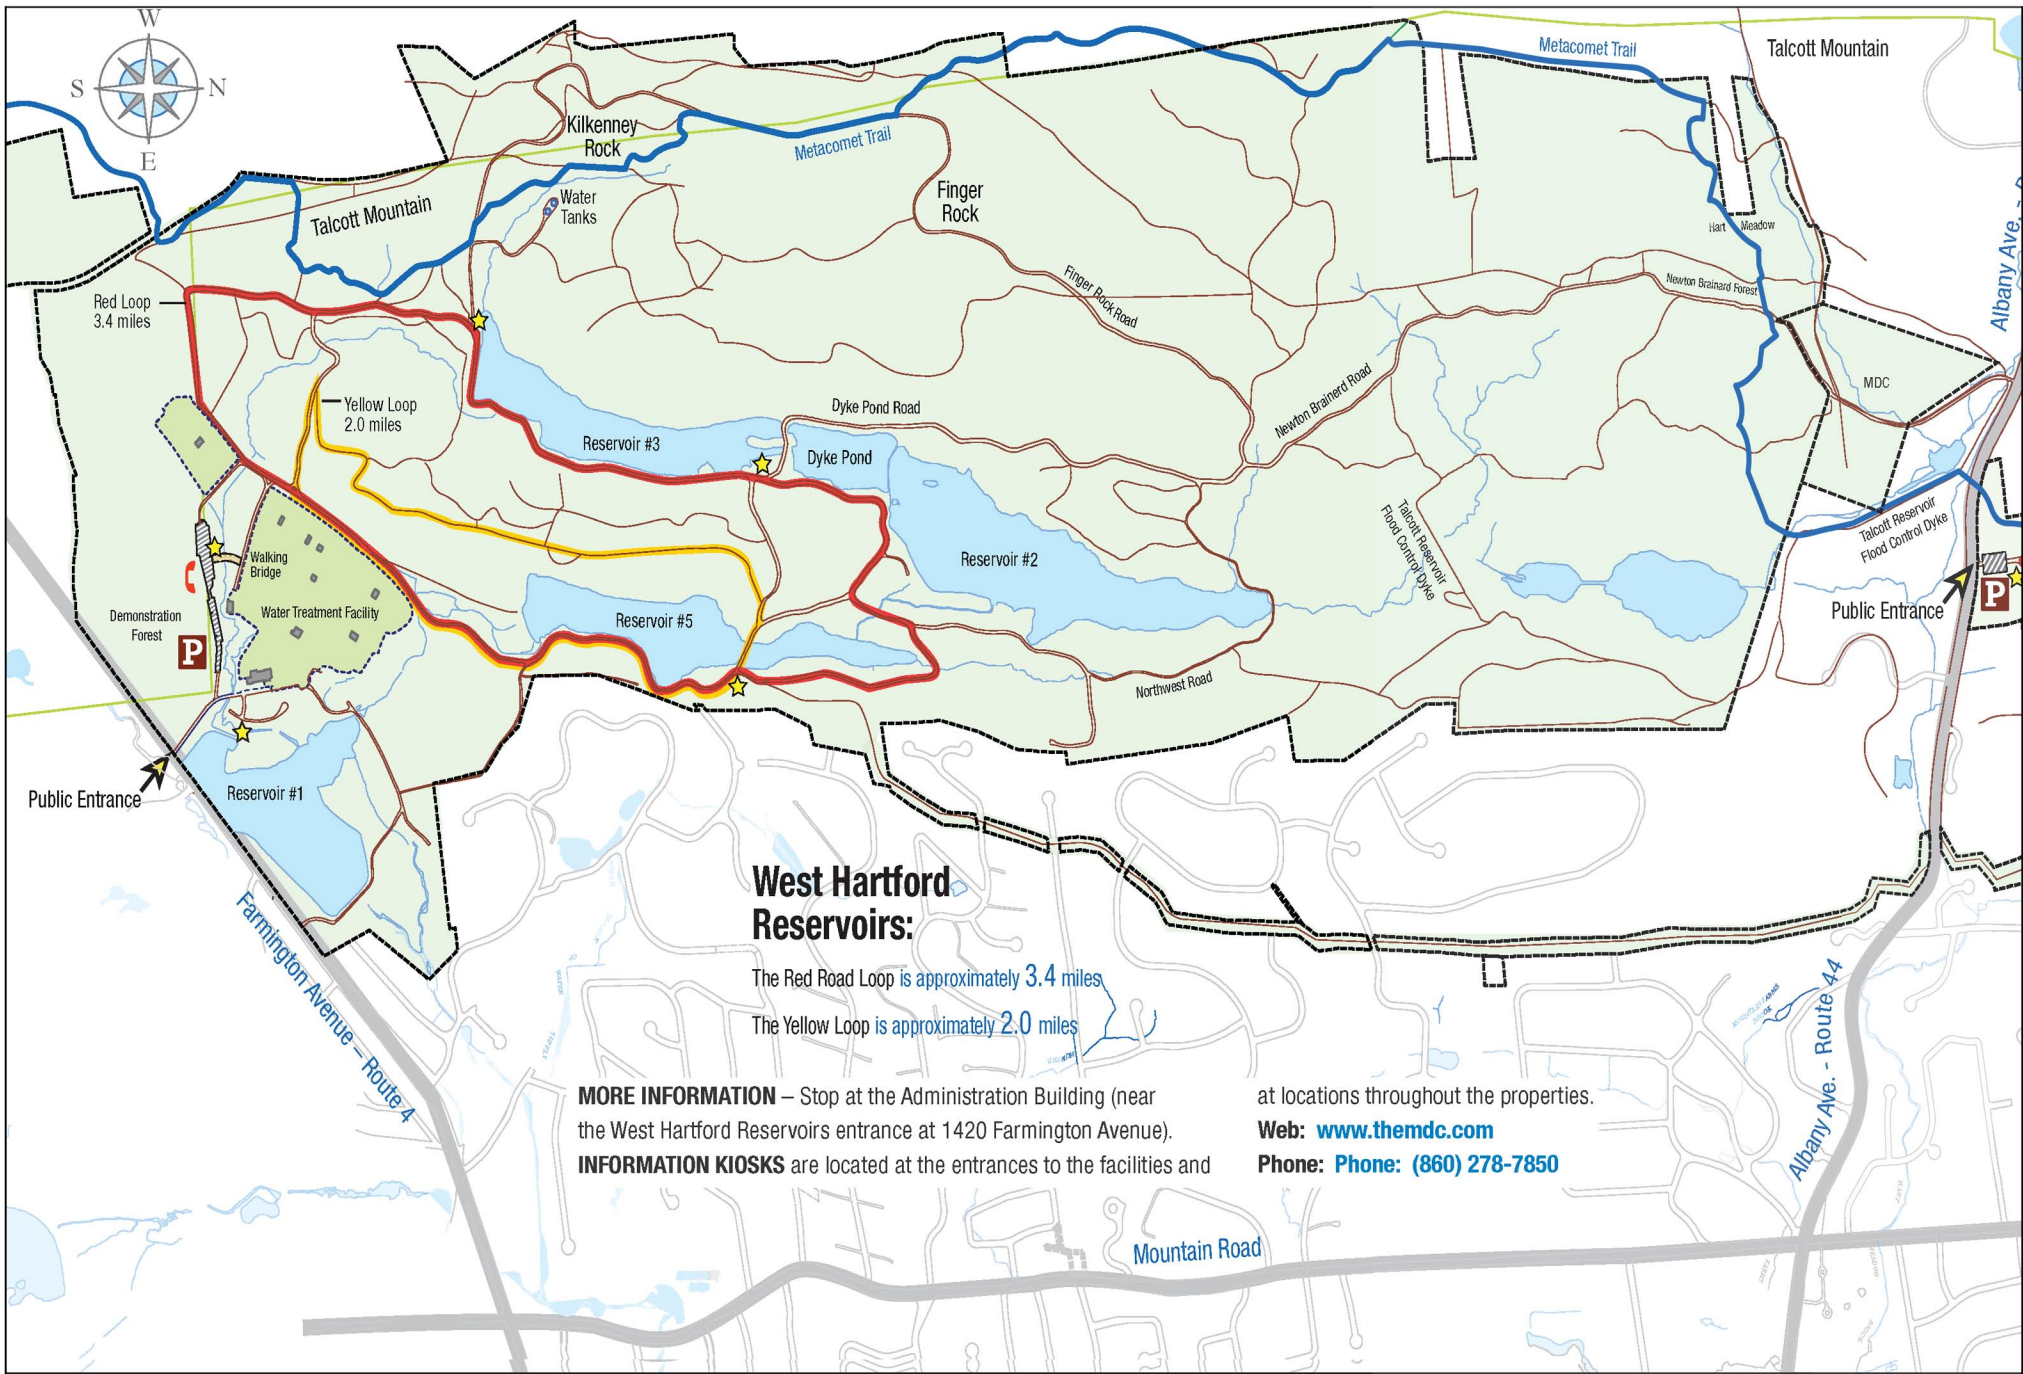 W
S
N
E
Metacomet Trail
Talcott Mountain
Kilkenney
Rock
Metacomet Trail
Talcott Mountain
Water
Tanks
Finger
Rock
Hart Meadow
Albany Ave. -
Red Loop
3.4 miles
Finger Rock Road
Newton Brainard Forest
MDC
Yellow Loop
2.0 miles
Dyke Pond Road
Newton Brainerd Road
Reservoir #3
Dyke Pond
Talcott Reservoir
Flood Control Dyke
Talcott Reservoir
Flood Control Dyke
Walking
Bridge
Reservoir #2
Demonstration
Forest
Water Treatment Facility
Reservoir #5
Public Entrance
P
P
Northwest Road
Public Entrance
Reservoir #1
West Hartford
Reservoirs:
The Red Road Loop is approximately 3.4 miles
The Yellow Loop is approximately 2.0 miles
Farmington Avenue – Route 4
Albany Ave. - Route 44
MORE INFORMATION – Stop at the Administration Building (near
the West Hartford Reservoirs entrance at 1420 Farmington Avenue).
INFORMATION KIOSKS are located at the entrances to the facilities and
at locations throughout the properties.
Web: www.themdc.com
Phone: Phone: (860) 278-7850
Mountain Road